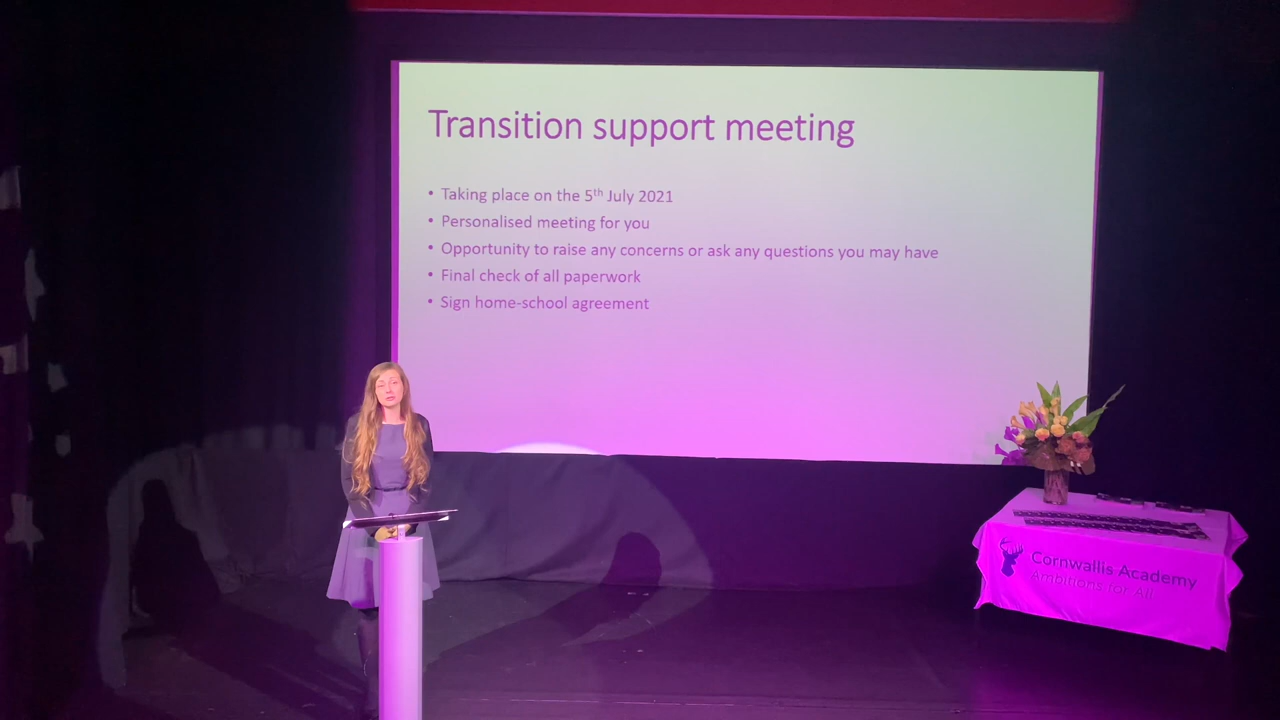 Transition support meeting
• Taking place on the 5th July 2021
• Personalised meeting for you
• Opportunity to raise any concerns or ask any questions you may have
• Final check of all paperwork
• Sign home-school agreement
Cornwallis Academy
Ambitions for All